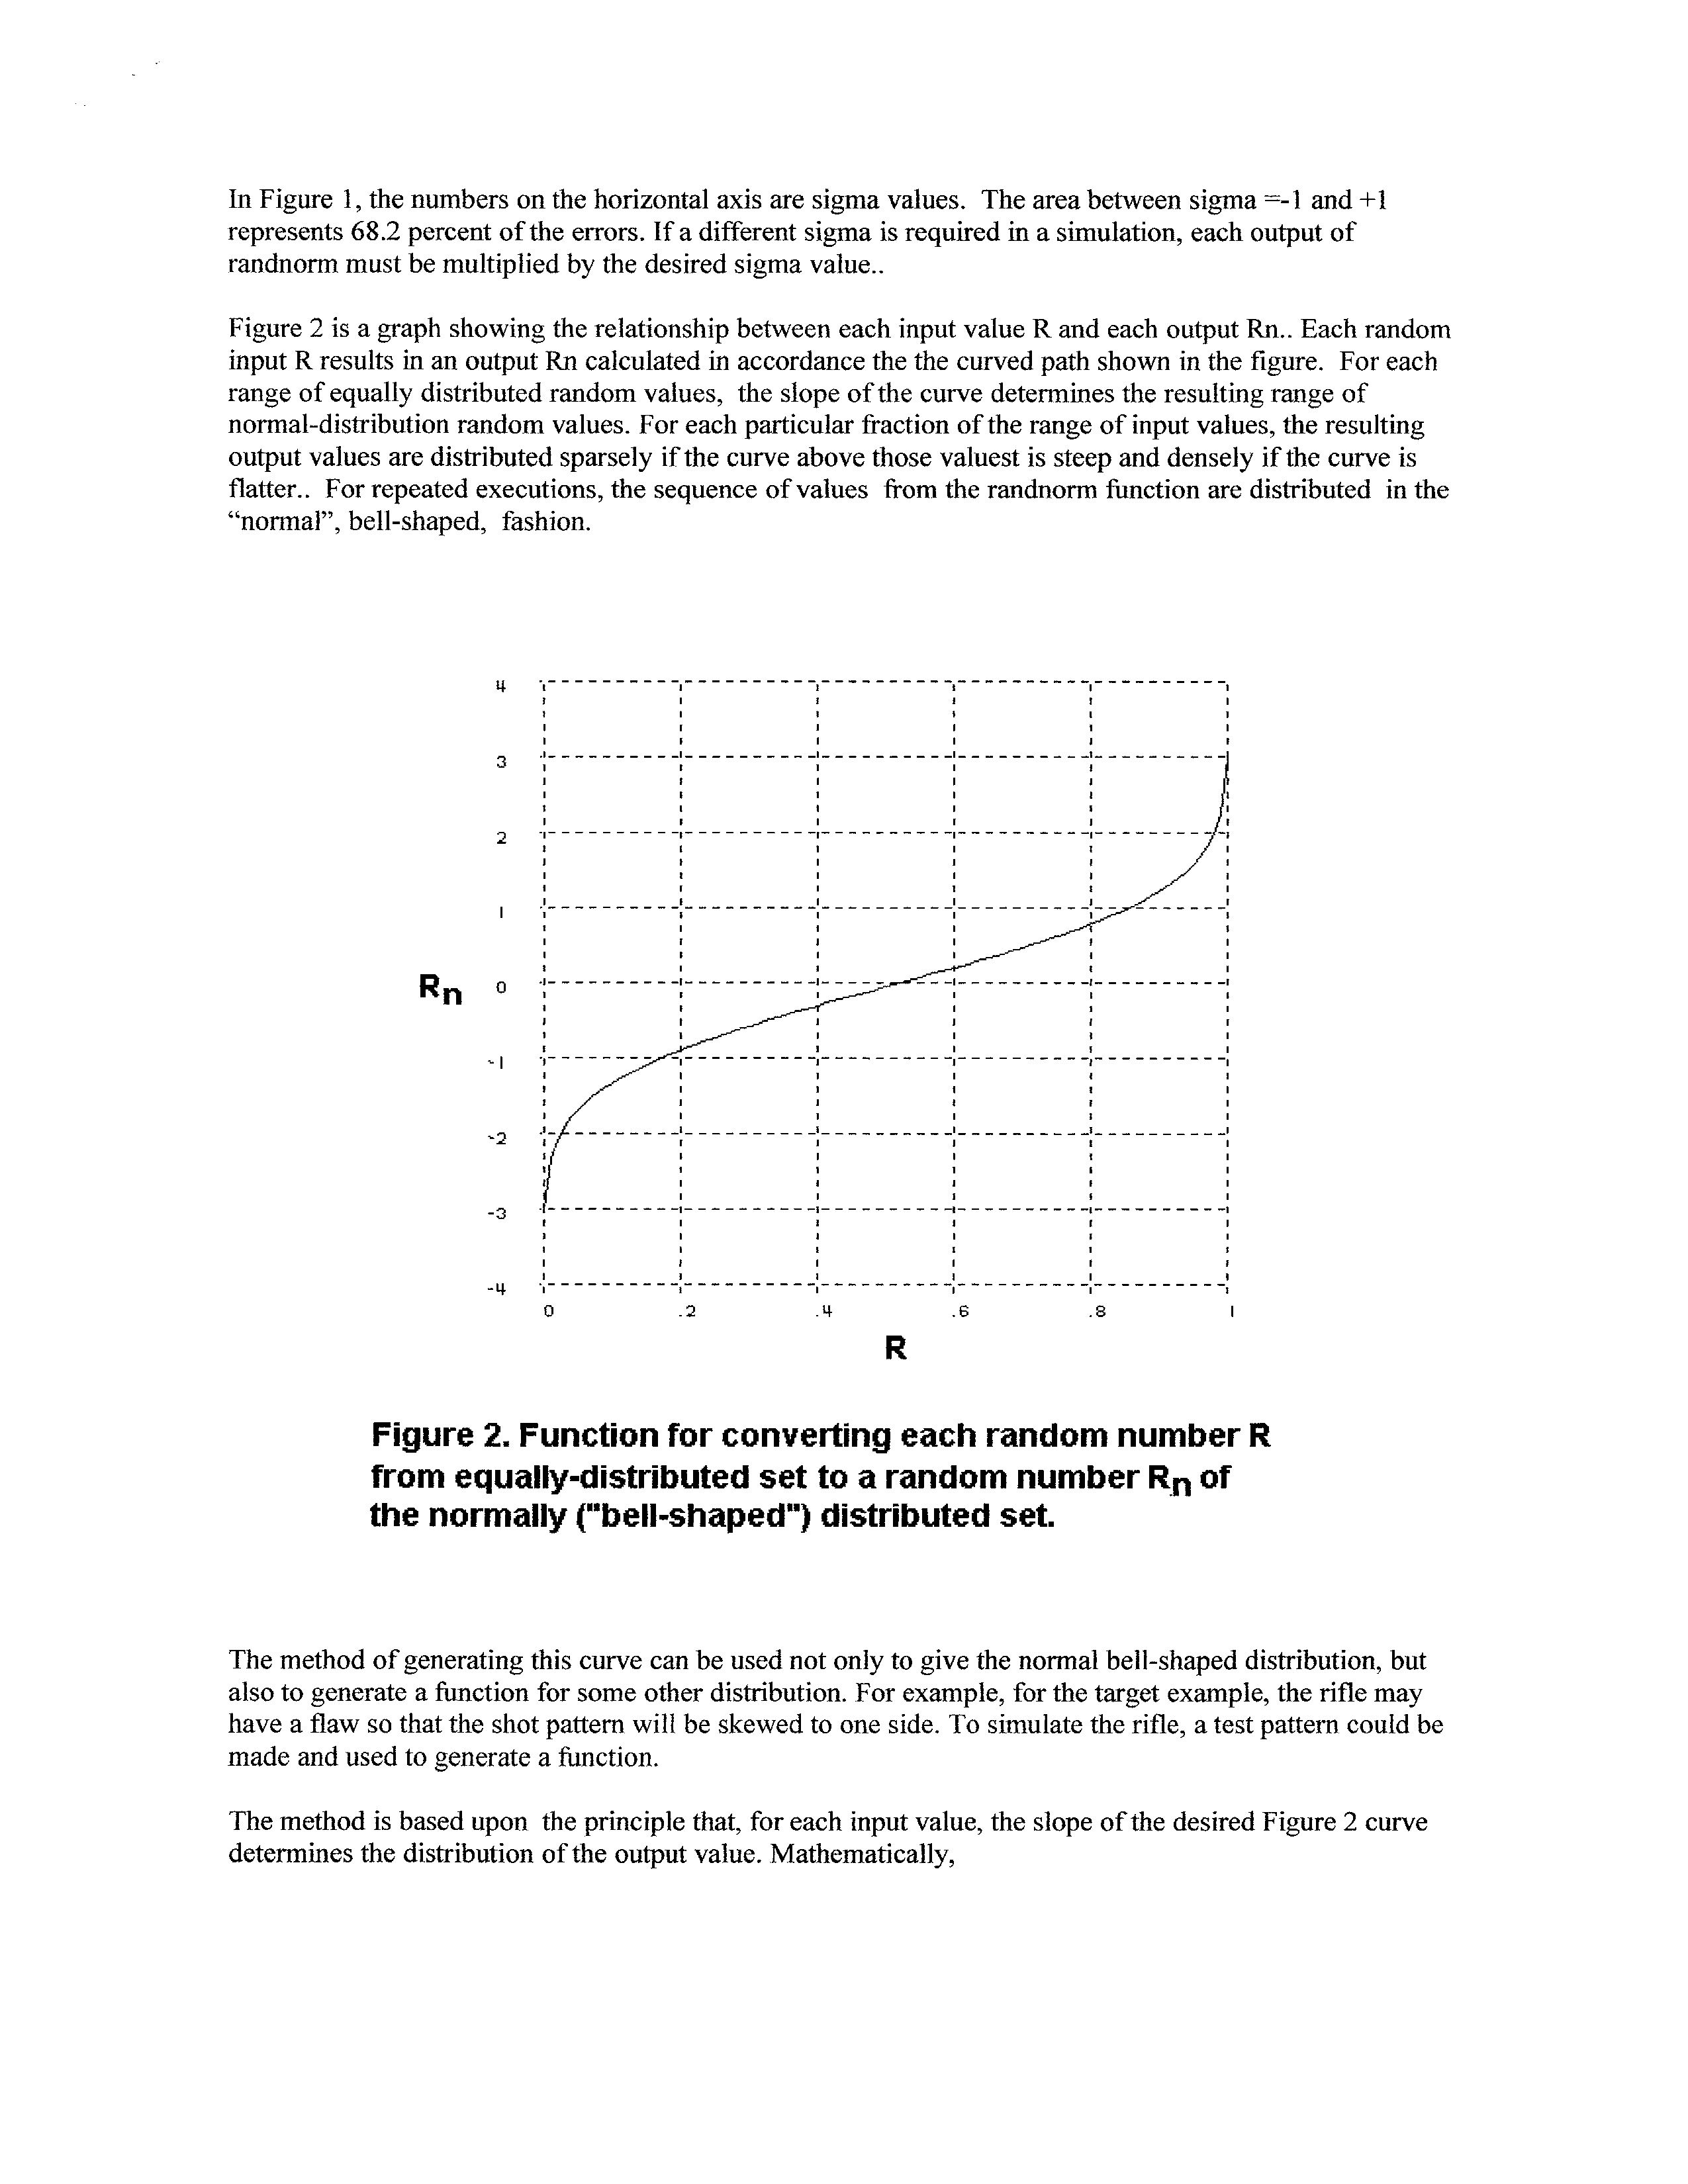 In Figure 1, the numbers on the horizontal axis are sigma values.  The area between sigma =-1 and +1
represents 68.2 percent of the errors. If a different sigma is required in a simulation, each output of
randnorm must be multiplied by the desired sigma value..
Figure 2 is a graph showing the relationship between each input value R and each output Rn.. Each random
input R results in an output Rn calculated in accordance the the curved path shown in the figure.  For each
range of equally distributed random values,  the slope of the curve determines the resulting range of
normal-distribution random values. For each particular fraction of the range of input values, the resulting
output values are distributed sparsely if the curve above those valuest is steep and densely if the curve is
flatter..  For repeated executions, the sequence of values  from the randnorm function are distributed  in the
“normal”, bell-shaped,  fashion.
4
3
2
1
Rn 0
-1
-2
-3
-4
0 .2 .4 .6 .8 1
R
Figure 2. Function for converting each random number R
from equally-distributed set to a random number Rn of
the normally ("bell-shaped") distributed set.
The method of generating this curve can be used not only to give the normal bell-shaped distribution, but
also to generate a function for some other distribution. For example, for the target example, the rifle may
have a flaw so that the shot pattern will be skewed to one side. To simulate the rifle, a test pattern could be
made and used to generate a function.
The method is based upon  the principle that, for each input value, the slope of the desired Figure 2 curve
determines the distribution of the output value. Mathematically,